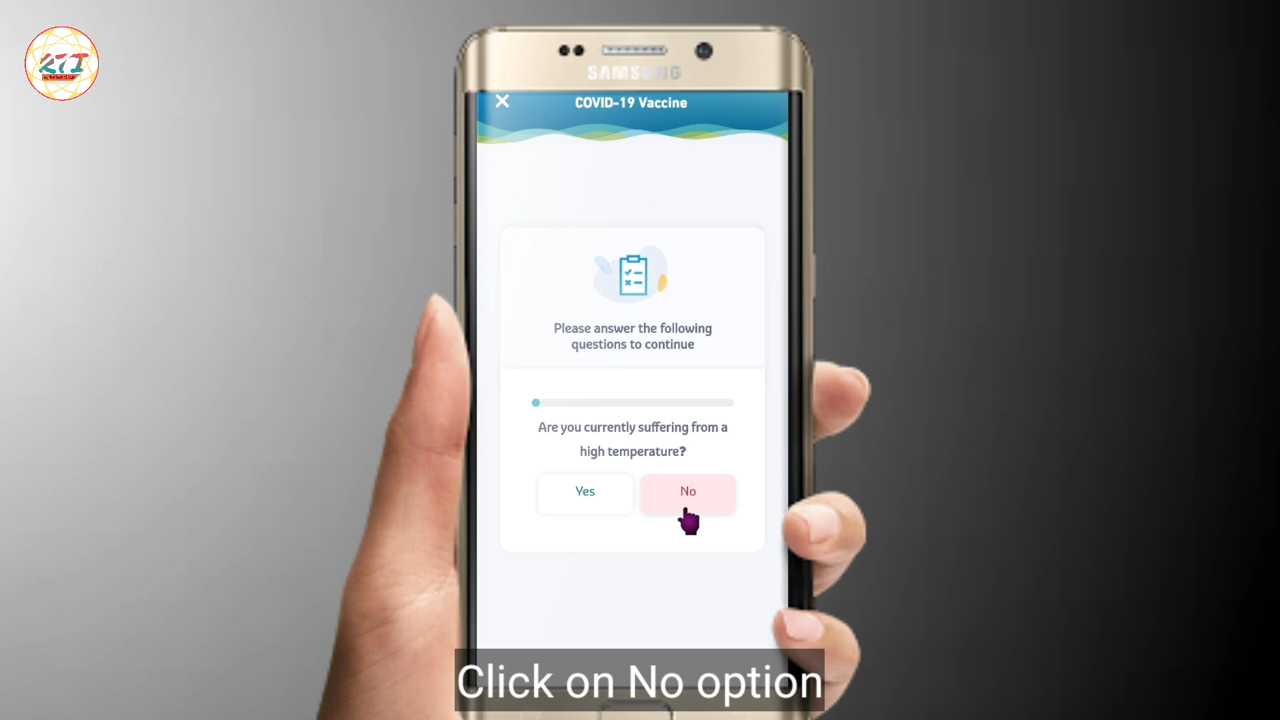 SAMSUNG
COVID-19 Vaccine
Please answer the following
questions to continue
Are you currently suffering from a
high temperature?
Yes
No
Click on No option